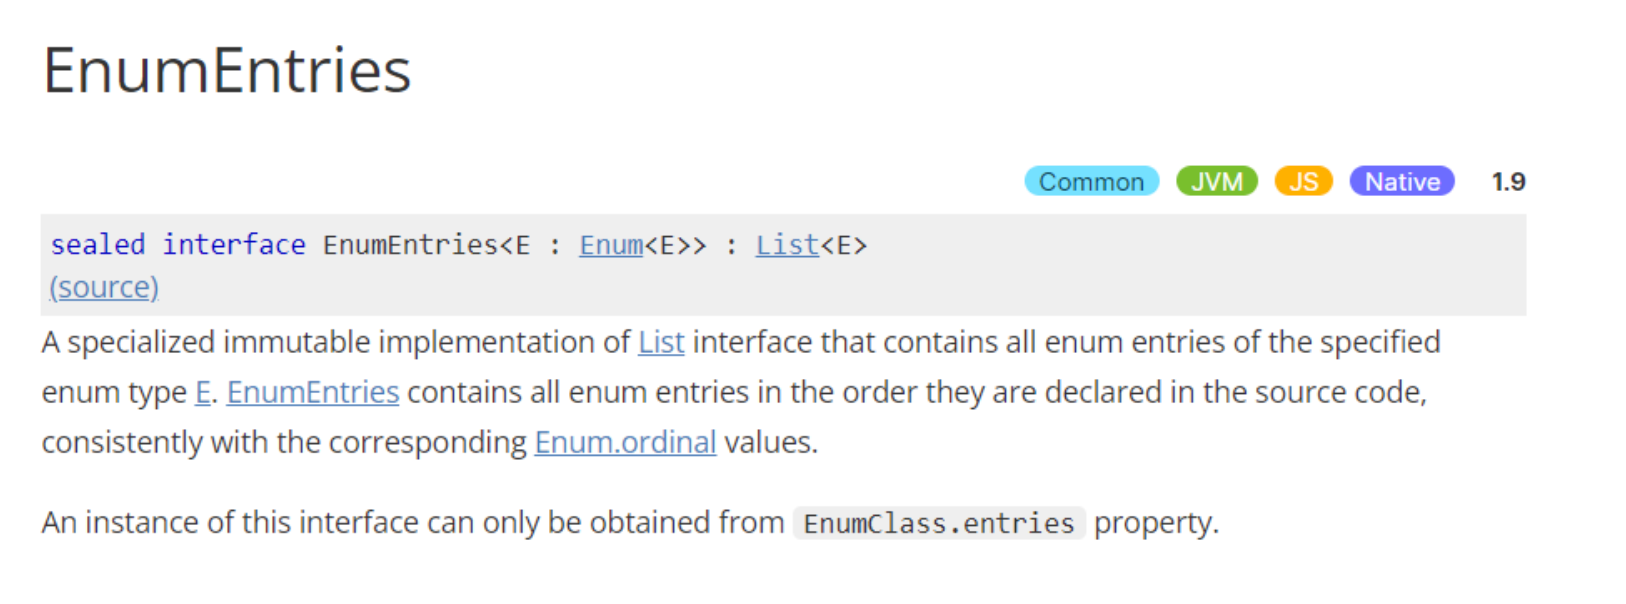 EnumEntries
Common JVM JS Native 1.9
sealed interface EnumEntries<E : Enum<E>> : List<E>
(source)
A specialized immutable implementation of List interface that contains all enum entries of the specified
enum type E. EnumEntries contains all enum entries in the order they are declared in the source code,
consistently with the corresponding Enum.ordinal values.
An instance of this interface can only be obtained from EnumClass.entries property.